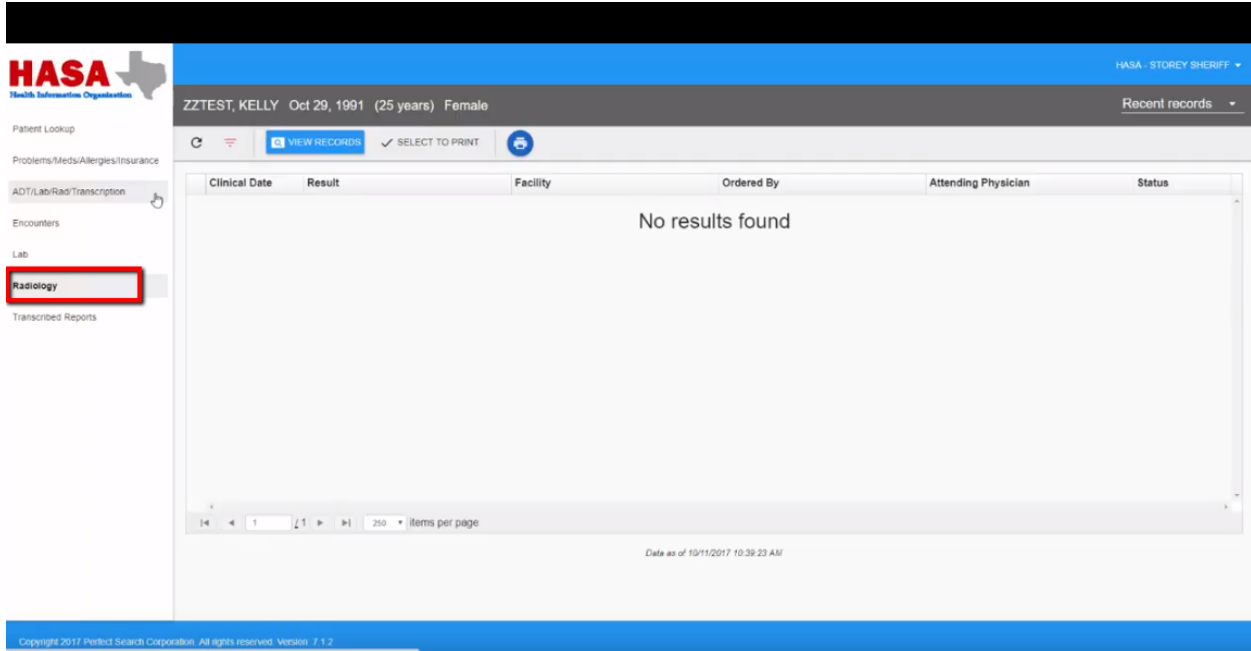 HASA
Health Information Organization
HASA - STOREY SHERIFF
ZZTEST, KELLY Oct 29, 1991 (25 years) Female
Recent records
Patient Lookup
Problems/Meds/Allergies/Insurance
ADT/Lab/Rad/Transcription
Encounters
Lab
Radiology
Transcribed Reports
VIEW RECORDS
SELECT TO PRINT
Clinical Date Result Facility Ordered By Attending Physician Status
No results found
1 / 1 250 items per page
Data as of 10/11/2017 10:39:23 AM
Copyright 2017 Perfect Search Corporation. All rights reserved. Version: 7.1.2